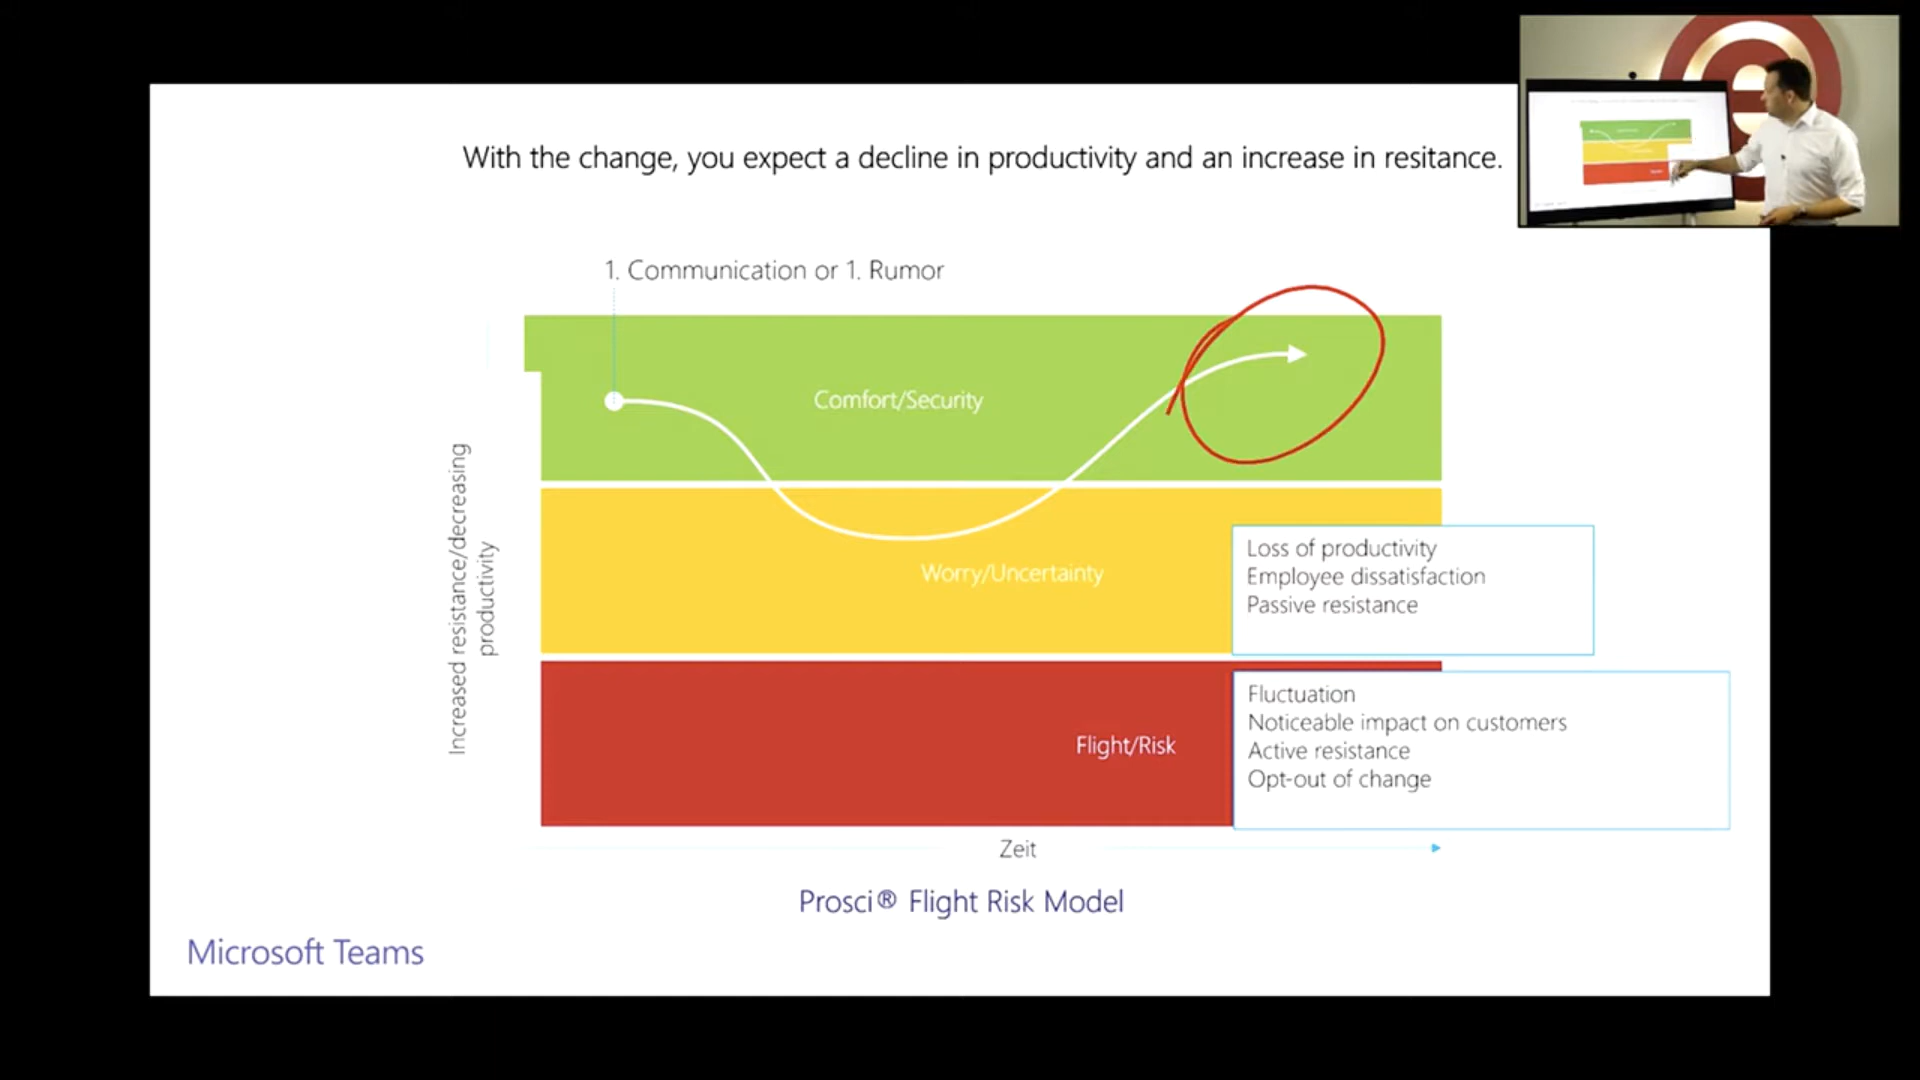 With the change, you expect a decline in productivity and an increase in resitance.
1. Communication or 1. Rumor
Comfort/Security
Increased resistance/decreasing
productivity
Worry/Uncertainty
Loss of productivity
Employee dissatisfaction
Passive resistance
Flight/Risk
Fluctuation
Noticeable impact on customers
Active resistance
Opt-out of change
Zeit
Prosci® Flight Risk Model
Microsoft Teams